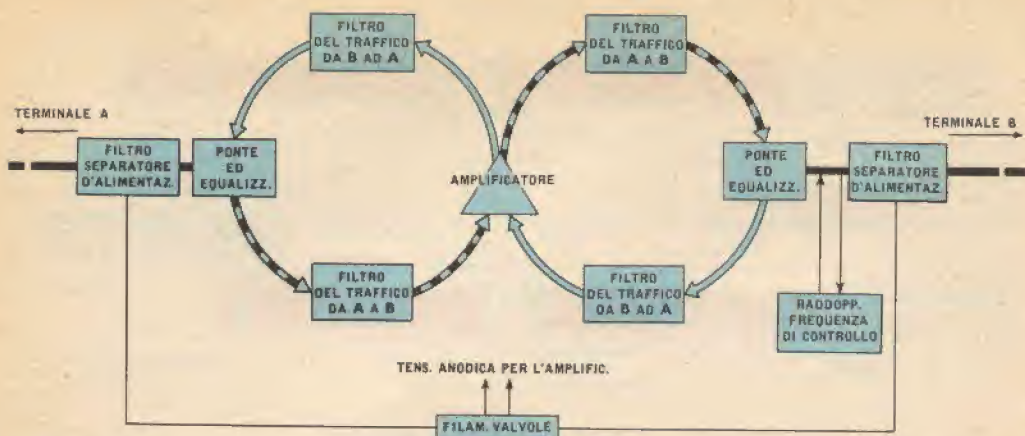 FILTRO
DEL TRAFFICO
DA B AD A
FILTRO
DEL TRAFFICO
DA A A B
TERMINALE A
TERMINALE B
FILTRO
SEPARATORE
D'ALIMENTAZ.
PONTE
ED
EQUALIZZ.
AMPLIFICATORE
PONTE
ED
EQUALIZZ.
FILTRO
SEPARATORE
D'ALIMENTAZ.
FILTRO
DEL TRAFFICO
DA A A B
FILTRO
DEL TRAFFICO
DA B AD A
RADDOPP.
FREQUENZA
DI CONTROLLO
TENS. ANODICA PER L'AMPLIFIC.
FILAM. VALVOLE